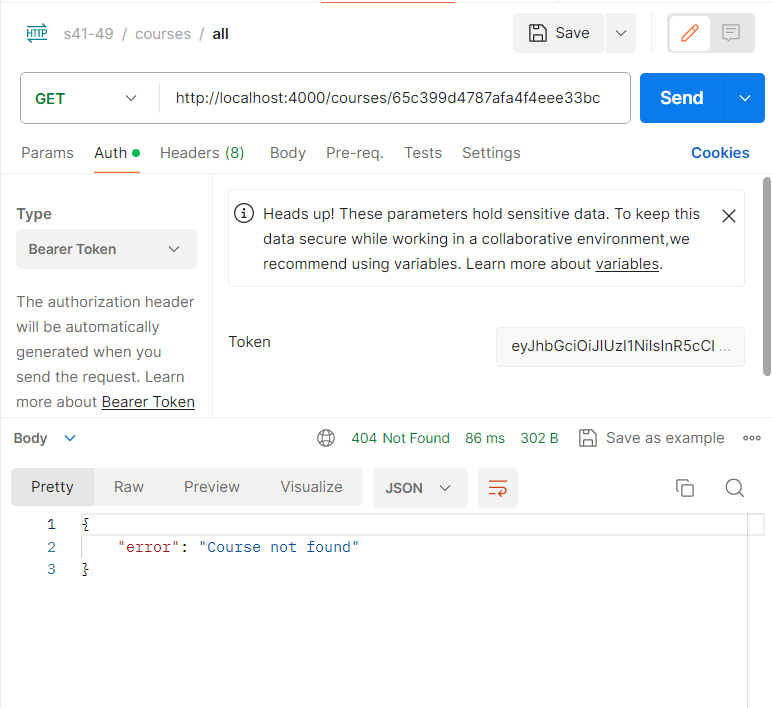 HTTP s41-49 / courses / all Save
GET http://localhost:4000/courses/65c399d4787afa4f4eee33bc Send
Params Auth Headers (8) Body Pre-req. Tests Settings Cookies
Type
Bearer Token
The authorization header
will be automatically
generated when you
send the request. Learn
more about Bearer Token
Heads up! These parameters hold sensitive data. To keep this
data secure while working in a collaborative environment,we
recommend using variables. Learn more about variables.
Token eyJhbGciOiJIUzI1NiIsInR5cCI ...
Body 404 Not Found 86 ms 302 B Save as example
Pretty Raw Preview Visualize JSON
1 {
2 "error": "Course not found"
3 }